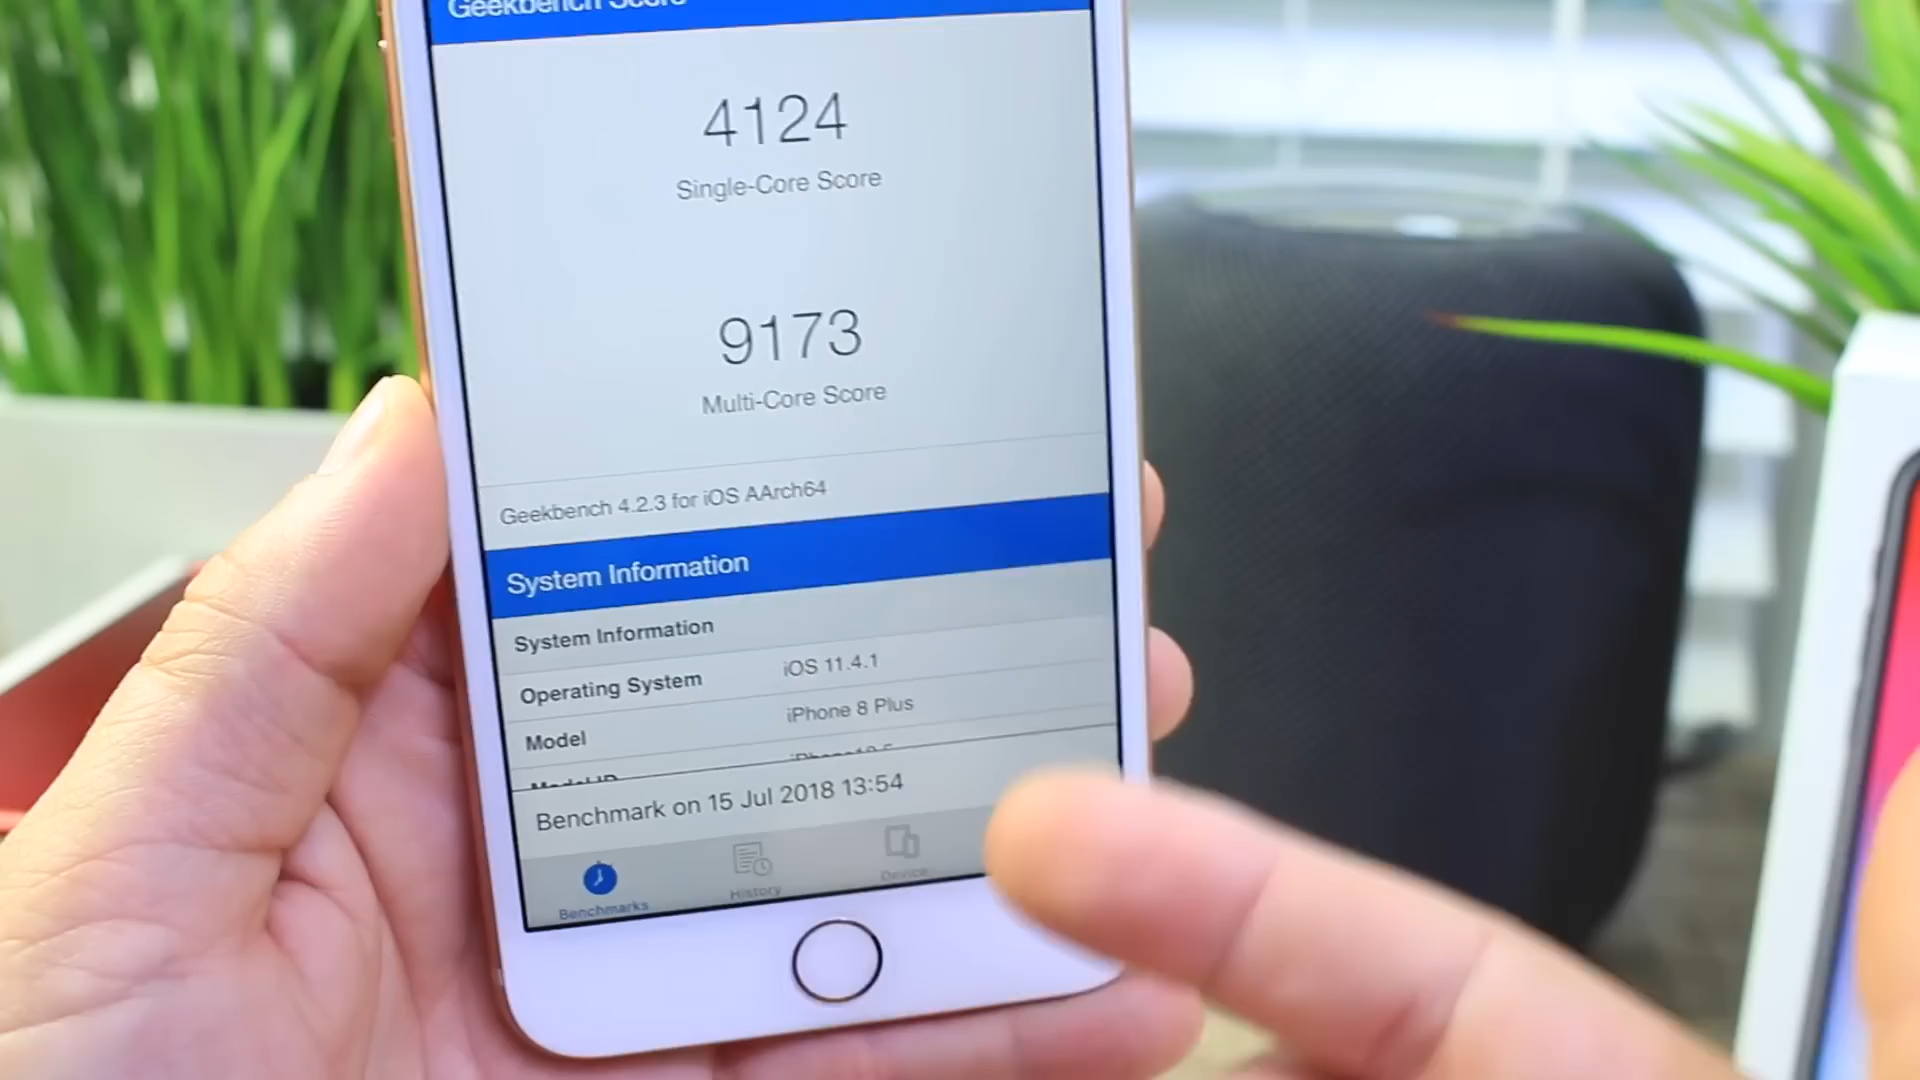 Geekbench Score
4124
Single-Core Score
9173
Multi-Core Score
Geekbench 4.2.3 for iOS AArch64
System Information
System Information
Operating System iOS 11.4.1
Model iPhone 8 Plus
Benchmark on 15 Jul 2018 13:54
Benchmarks History Device